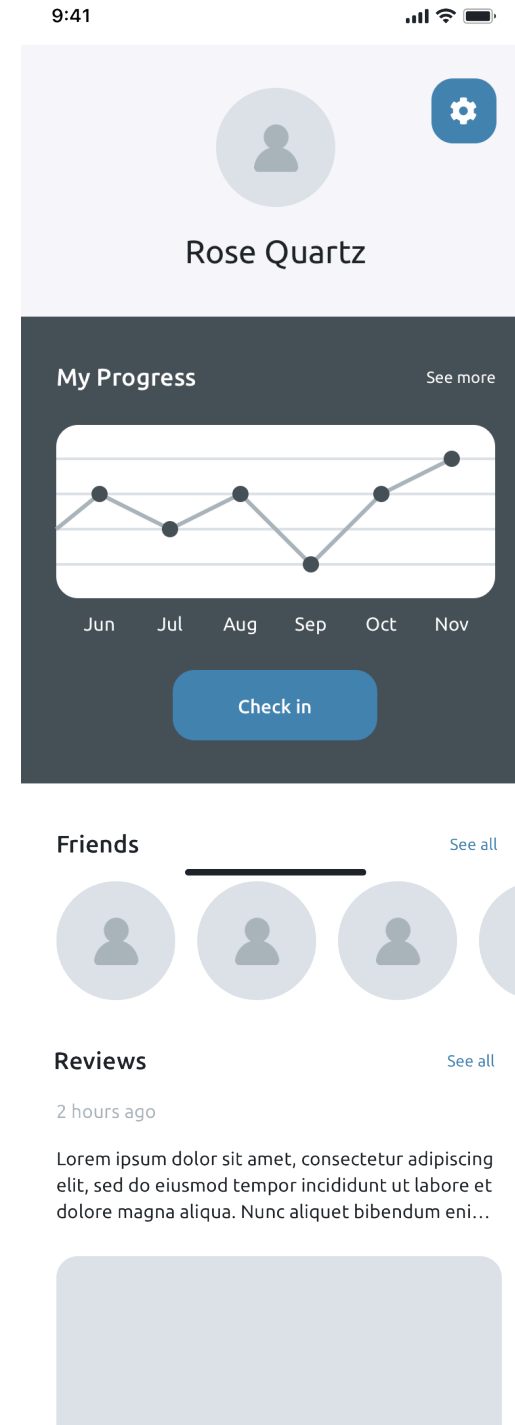 9:41
Rose Quartz
My Progress
See more
Jun Jul Aug Sep Oct Nov
Check in
Friends
See all
Reviews
See all
2 hours ago
Lorem ipsum dolor sit amet, consectetur adipiscing
elit, sed do eiusmod tempor incididunt ut labore et
dolore magna aliqua. Nunc aliquet bibendum eni...